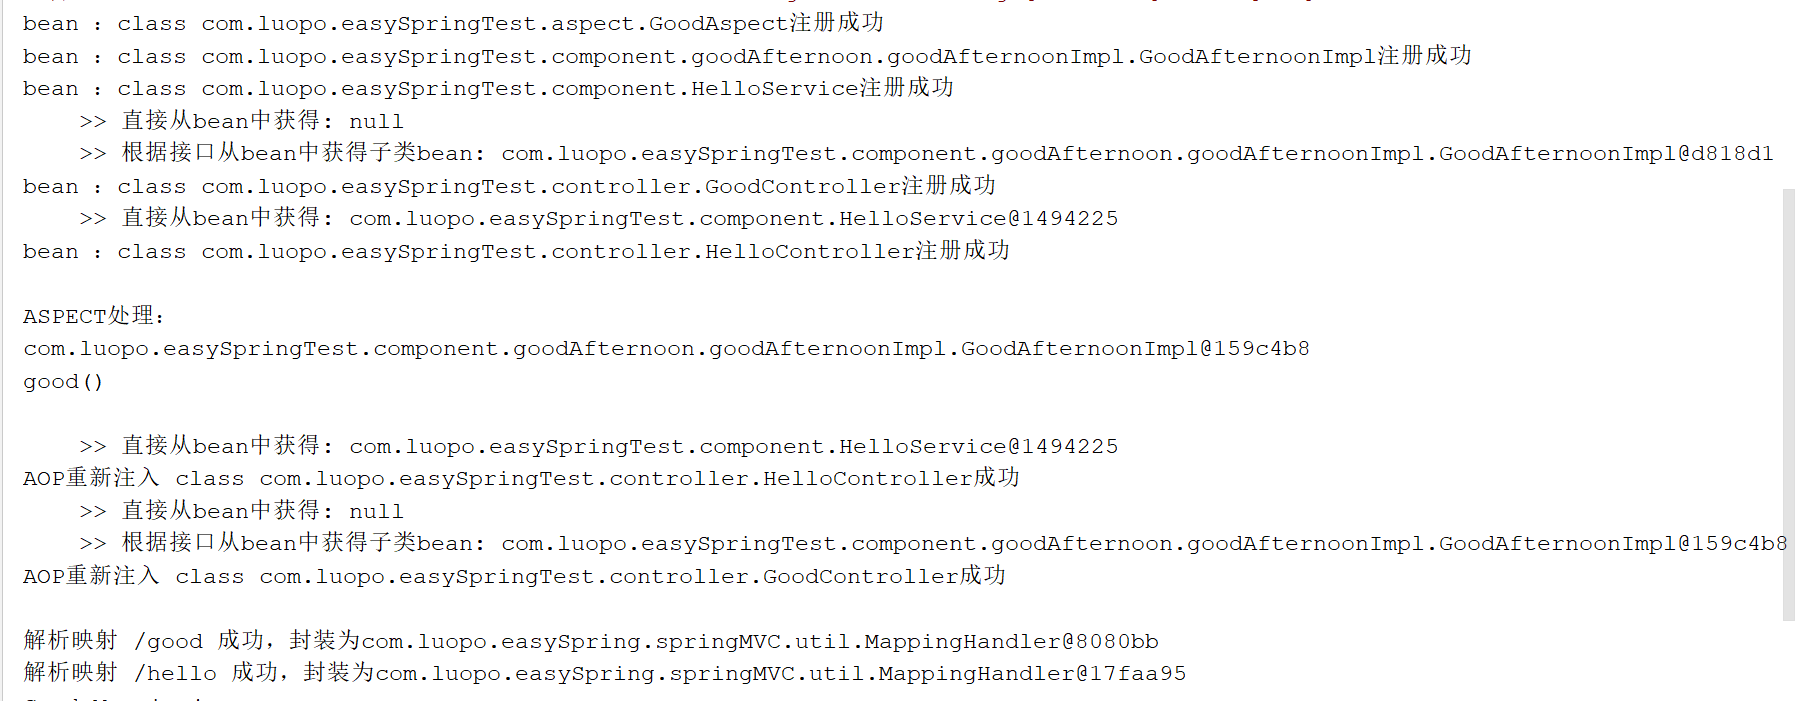 bean : class com.luopo.easySpringTest.aspect.GoodAspect注册成功
bean : class com.luopo.easySpringTest.component.goodAfternoon.goodAfternoonImpl.GoodAfternoonImpl注册成功
bean : class com.luopo.easySpringTest.component.HelloService注册成功
>> 直接从bean中获得: null
>> 根据接口从bean中获得子类bean: com.luopo.easySpringTest.component.goodAfternoon.goodAfternoonImpl.GoodAfternoonImpl@d818d1
bean : class com.luopo.easySpringTest.controller.GoodController注册成功
>> 直接从bean中获得: com.luopo.easySpringTest.component.HelloService@1494225
bean : class com.luopo.easySpringTest.controller.HelloController注册成功
ASPECT处理:
com.luopo.easySpringTest.component.goodAfternoon.goodAfternoonImpl.GoodAfternoonImpl@159c4b8
good()
>> 直接从bean中获得: com.luopo.easySpringTest.component.HelloService@1494225
AOP重新注入 class com.luopo.easySpringTest.controller.HelloController成功
>> 直接从bean中获得: null
>> 根据接口从bean中获得子类bean: com.luopo.easySpringTest.component.goodAfternoon.goodAfternoonImpl.GoodAfternoonImpl@159c4b8
AOP重新注入 class com.luopo.easySpringTest.controller.GoodController成功
解析映射 /good 成功，封装为com.luopo.easySpring.springMVC.util.MappingHandler@8080bb
解析映射 /hello 成功，封装为com.luopo.easySpring.springMVC.util.MappingHandler@17faa95